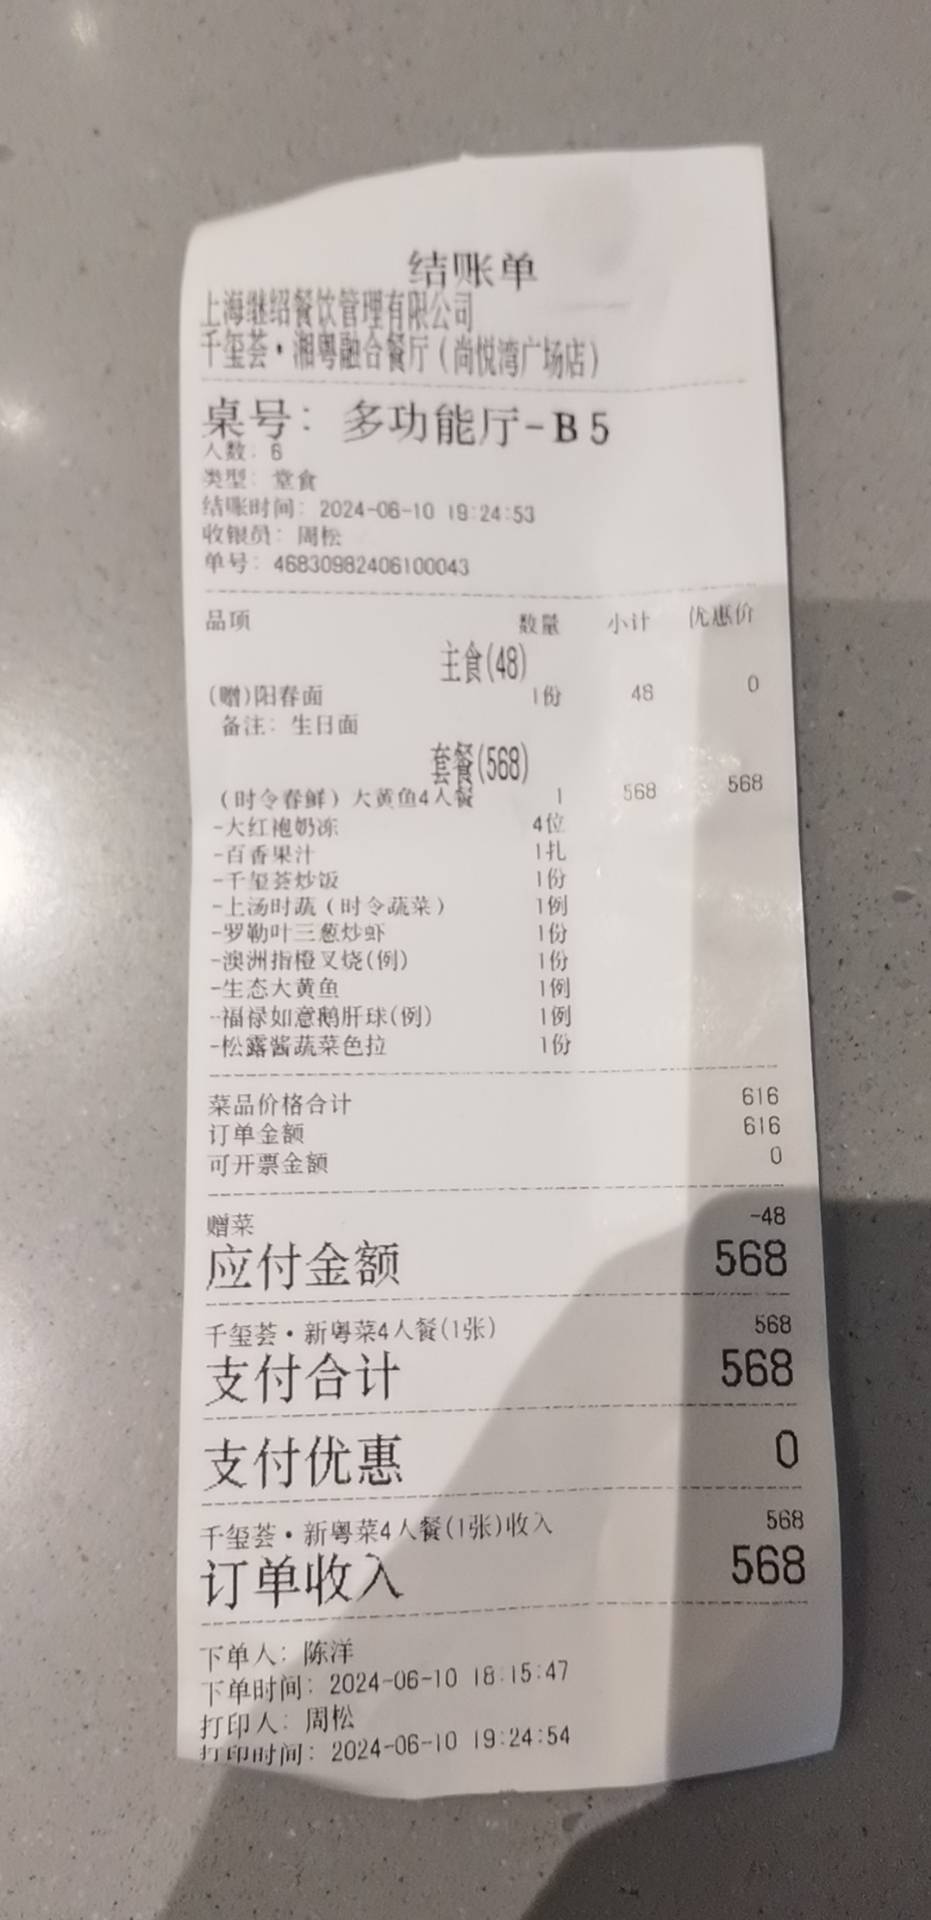 结账单
上海继绍餐饮管理有限公司
千玺荟·湘粤融合餐厅(尚悦湾广场店)
桌号: 多功能厅-B5
人数: 6
类型: 堂食
结账时间: 2024-06-10 19:24:53
收银员: 周松
单号: 46830982406100043
品项 数量 小计 优惠价
主食(48)
(赠)阳春面 1份 48 0
备注: 生日面
套餐(568)
(时令春鲜)大黄鱼4人餐 1 568 568
-大红袍奶冻 4位
-百香果汁 1扎
-千玺荟炒饭 1份
-上汤时蔬(时令蔬菜) 1例
-罗勒叶三葱炒虾 1份
-澳洲指橙叉烧(例) 1份
-生态大黄鱼 1例
-福禄如意鹅肝球(例) 1例
-松露酱蔬菜色拉 1份
菜品价格合计 616
订单金额 616
可开票金额 0
赠菜 -48
应付金额 568
千玺荟·新粤菜4人餐(1张) 568
支付合计 568
支付优惠 0
千玺荟·新粤菜4人餐(1张)收入 568
订单收入 568
下单人: 陈洋
下单时间: 2024-06-10 18:15:47
打印人: 周松
打印时间: 2024-06-10 19:24:54